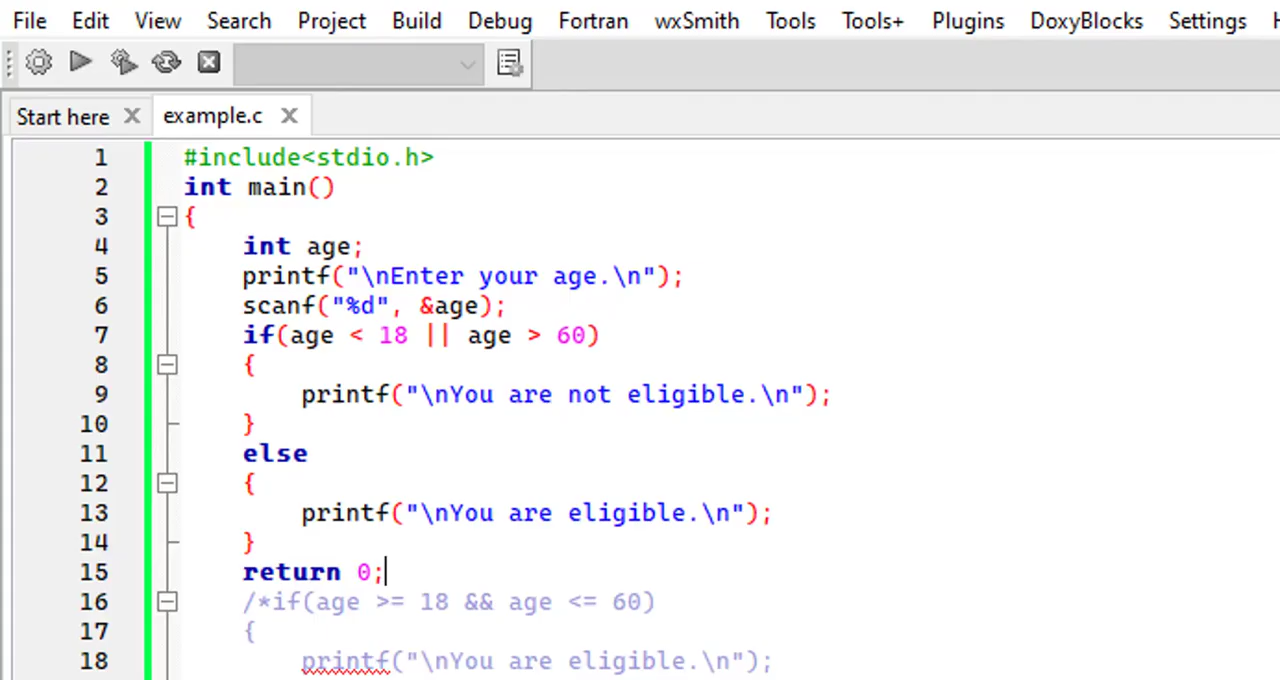 File Edit View Search Project Build Debug Fortran wxSmith Tools Tools+ Plugins DoxyBlocks Settings
Start here example.c
1 #include<stdio.h>
2 int main()
3 {
4 int age;
5 printf("\nEnter your age.\n");
6 scanf("%d", &age);
7 if(age < 18 || age > 60)
8 {
9 printf("\nYou are not eligible.\n");
10 }
11 else
12 {
13 printf("\nYou are eligible.\n");
14 }
15 return 0;
16 /*if(age >= 18 && age <= 60)
17 {
18 printf("\nYou are eligible.\n");